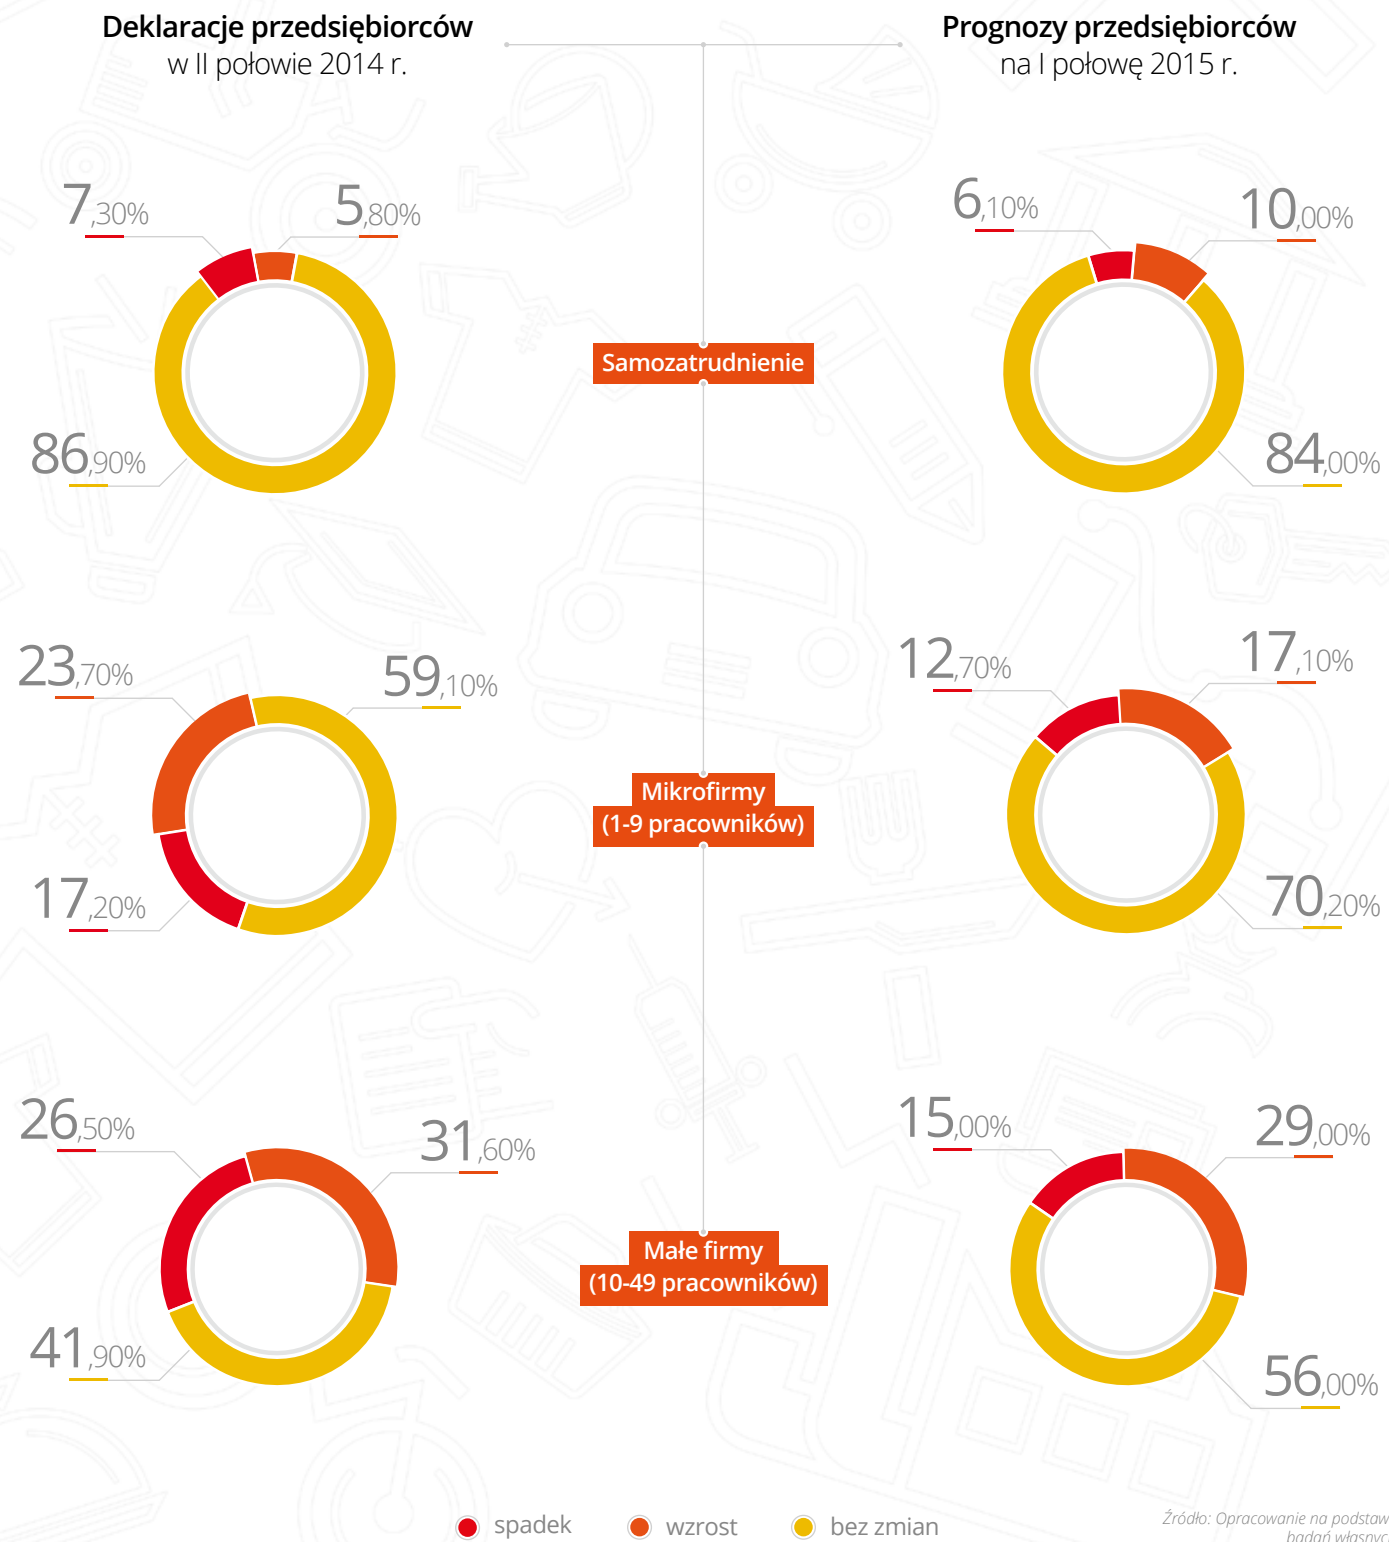 Deklaracje przedsiębiorców
w II połowie 2014 r.
Prognozy przedsiębiorców
na I połowę 2015 r.
7,30%
5,80%
86,90%
Samozatrudnienie
6,10%
10,00%
84,00%
23,70%
59,10%
17,20%
Mikrofirmy
(1-9 pracowników)
12,70%
17,10%
70,20%
26,50%
31,60%
41,90%
Małe firmy
(10-49 pracowników)
15,00%
29,00%
56,00%
spadek
wzrost
bez zmian
Źródło: Opracowanie na
badań